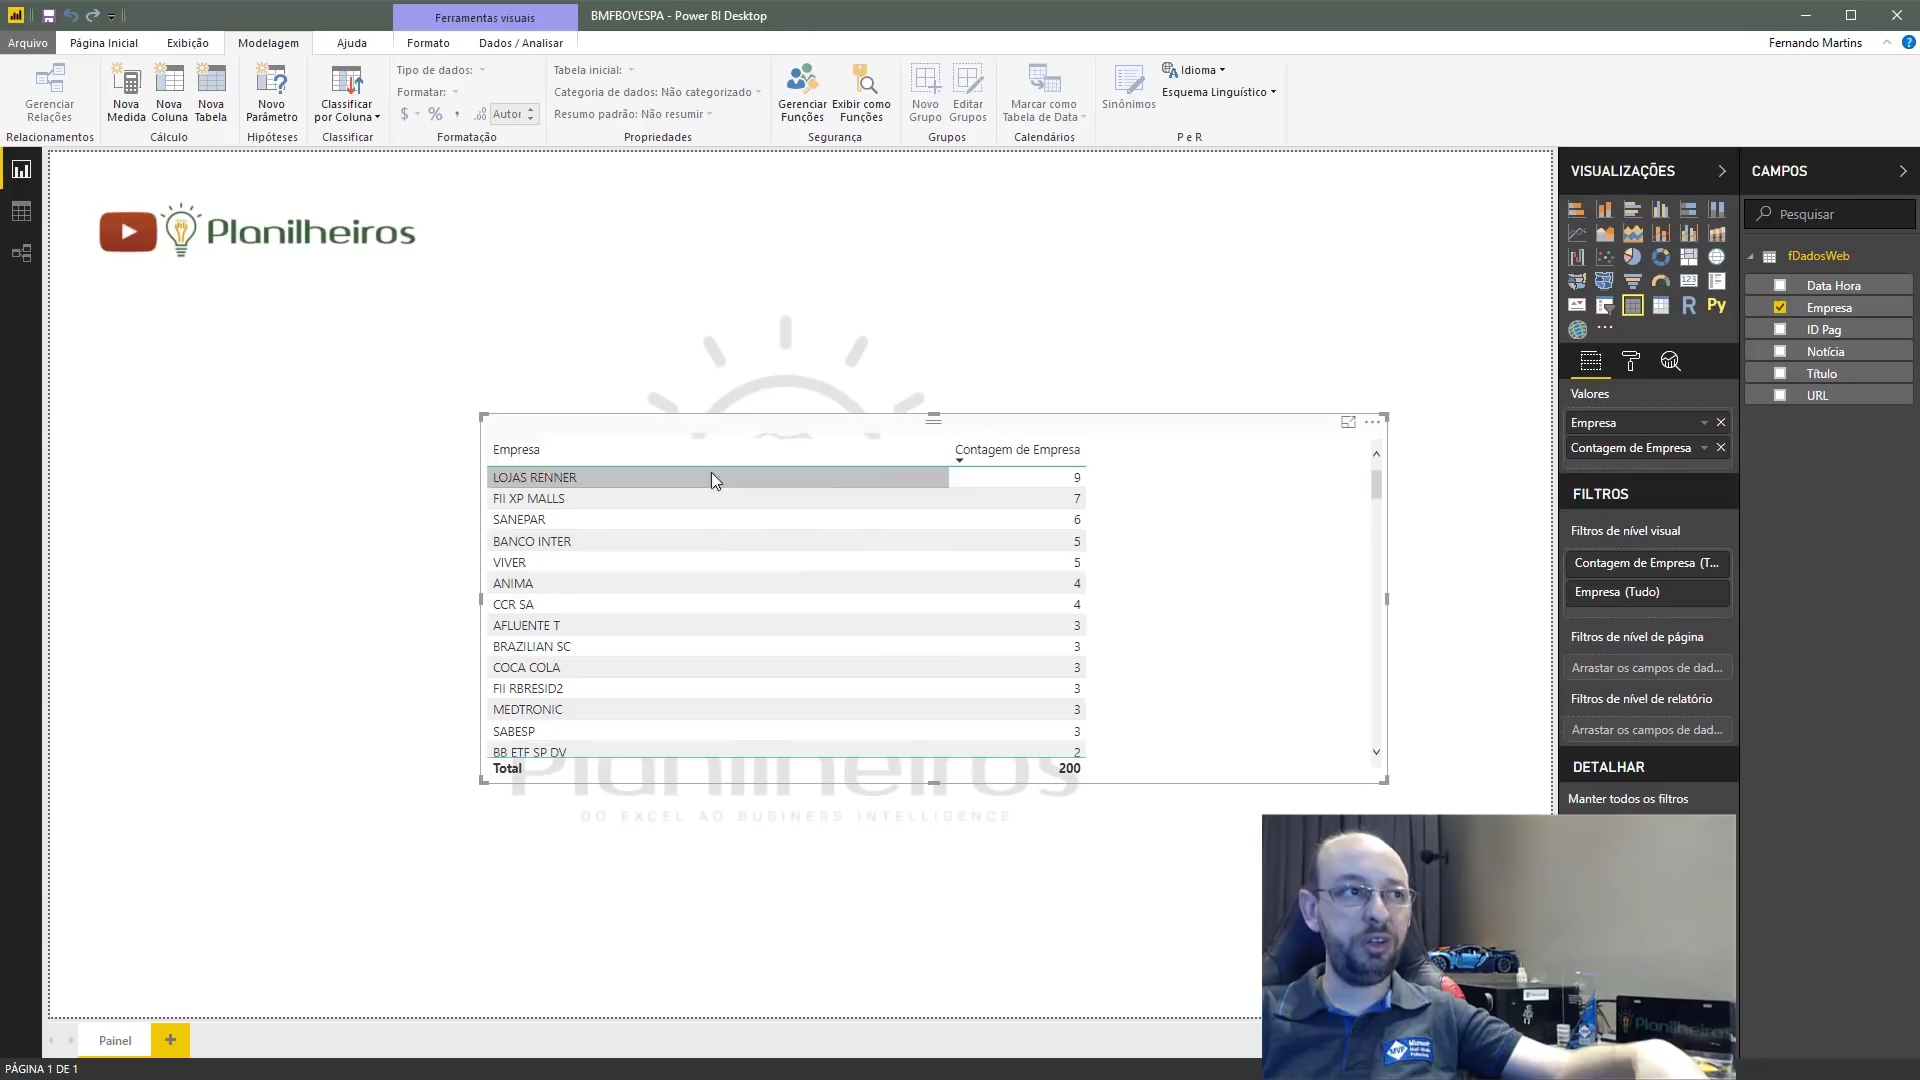 Ferramentas visuais
BMFBOVESPA - Power BI Desktop
Arquivo
Página Inicial
Exibição
Modelagem
Ajuda
Formato
Dados / Analisar
Fernando Martins
Gerenciar Relações
Relacionamentos
Nova Medida
Nova Coluna
Nova Tabela
Cálculo
Novo Parâmetro
Hipóteses
Classificar por Coluna
Classificar
Tipo de dados:
Formatar:
$ % , Autor
Formatação
Tabela inicial:
Categoria de dados: Não categorizado
Resumo padrão: Não resumir
Propriedades
Gerenciar Funções
Exibir como Funções
Segurança
Novo Grupo
Editar Grupos
Grupos
Marcar como Tabela de Data
Calendários
Sinônimos
Idioma
Esquema Linguístico
P e R
Planilheiros
Empresa Contagem de Empresa
LOJAS RENNER 9
FII XP MALLS 7
SANEPAR 6
BANCO INTER 5
VIVER 5
ANIMA 4
CCR SA 4
AFLUENTE T 3
BRAZILIAN SC 3
COCA COLA 3
FII RBRESID2 3
MEDTRONIC 3
SABESP 3
BB ETF SP DV 2
Total 200
Planilheiros
DO EXCEL AO BUSINESS INTELLIGENCE
VISUALIZAÇÕES
123
R Py
Valores
Empresa
Contagem de Empresa
FILTROS
Filtros de nível visual
Contagem de Empresa (T...
Empresa (Tudo)
Filtros de nível de página
Arrastar os campos de dad...
Filtros de nível de relatório
Arrastar os campos de dad...
DETALHAR
Manter todos os filtros
CAMPOS
Pesquisar
fDadosWeb
Data Hora
Empresa
ID Pag
Notícia
Título
URL
MVP
Microsoft
Planilheiros
Painel
PÁGINA 1 DE 1